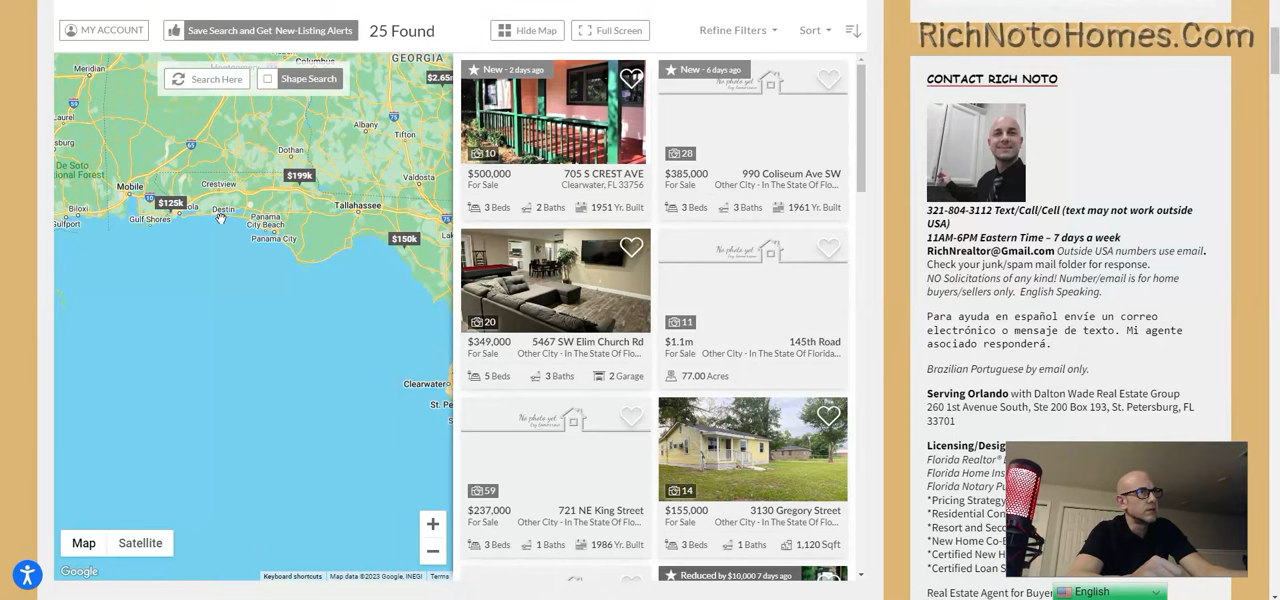 MY ACCOUNT
Save Search and Get New-Listing Alerts
25 Found
Hide Map
Full Screen
Refine Filters
Sort
RichNotoHomes.Com
Search Here
Shape Search
GEORGIA
Montgomery
Columbus
Meridian
$2.65m
Laurel
Albany
Tifton
De Soto
Dothan
Mobile
Crestview
$199k
Valdosta
Biloxi
$125k
Gulf Shores
Destin
Panama
City Beach
Tallahassee
Gulfport
Panama City
$150k
Clearwater
St. Pe
Map
Satellite
Google
Keyboard shortcuts
Map data ©2023 Google, INEGI
Terms
New - 2 days ago
10
$500,000
705 S CREST AVE
For Sale
Clearwater, FL 33756
3 Beds
2 Baths
1951 Yr. Built
New - 6 days ago
28
$385,000
990 Coliseum Ave SW
For Sale
Other City - In The State Of Flo...
3 Beds
3 Baths
1961 Yr. Built
20
$349,000
5467 SW Elim Church Rd
For Sale
Other City - In The State Of Flo...
5 Beds
3 Baths
2 Garage
No photo yet
11
$1.1m
145th Road
For Sale
Other City - In The State Of Florida...
77.00 Acres
No photo yet
59
$237,000
721 NE King Street
For Sale
Other City - In The State Of Flo...
3 Beds
1 Baths
1986 Yr. Built
14
$155,000
3130 Gregory Street
For Sale
Other City - In The State Of Flo...
3 Beds
1 Baths
1,120 Sqft
Reduced by $10,000 7 days ago
CONTACT RICH NOTO
321-804-3112 Text/Call/Cell (text may not work outside
USA)
11AM-6PM Eastern Time – 7 days a week
RichNrealtor@Gmail.com Outside USA numbers use email.
Check your junk/spam mail folder for response.
NO Solicitations of any kind! Number/email is for home
buyers/sellers only. English Speaking.
Para ayuda en español envíe un correo
electrónico o mensaje de texto. Mi agente
asociado responderá.
Brazilian Portuguese by email only.
Serving Orlando with Dalton Wade Real Estate Group
260 1st Avenue South, Ste 200 Box 193, St. Petersburg, FL
33701
Licensing/Desig
Florida Realtor®
Florida Home Ins
Florida Notary Pu
*Pricing Strategy
*Residential Con
*Resort and Seco
*New Home Co-B
*Certified New H
*Certified Loan S
Real Estate Agent for Buyer
English